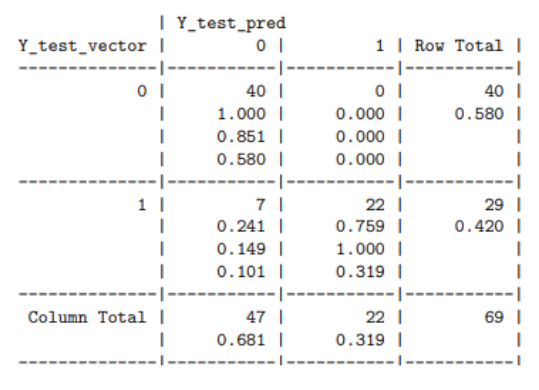 | Y_test_pred
Y_test_vector | 0 | 1 | Row Total |
--------------|-----------|-----------|-----------|
0 | 40 | 0 | 40 |
| 1.000 | 0.000 | 0.580 |
| 0.851 | 0.000 | |
| 0.580 | 0.000 | |
--------------|-----------|-----------|-----------|
1 | 7 | 22 | 29 |
| 0.241 | 0.759 | 0.420 |
| 0.149 | 1.000 | |
| 0.101 | 0.319 | |
--------------|-----------|-----------|-----------|
Column Total | 47 | 22 | 69 |
| 0.681 | 0.319 | |
--------------|-----------|-----------|-----------|